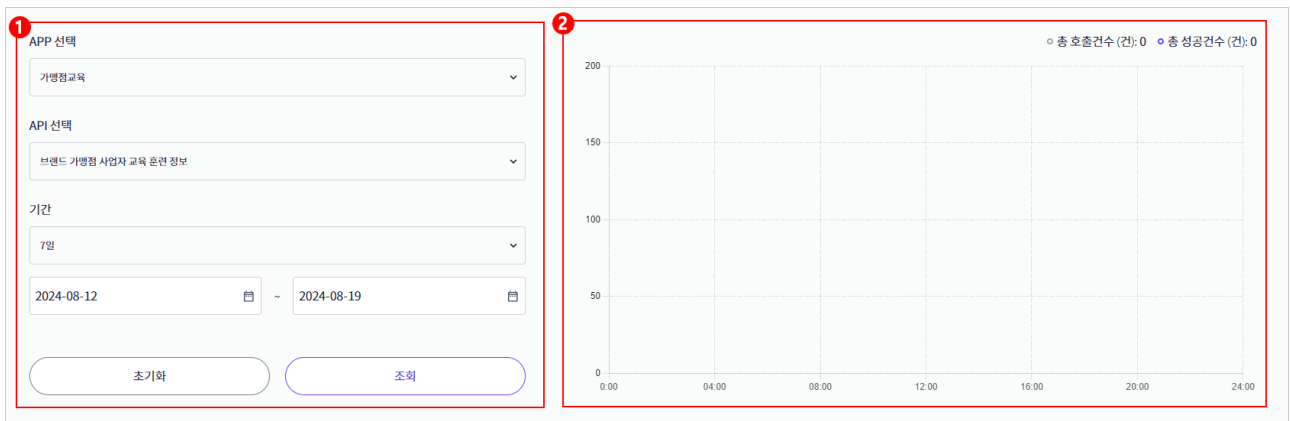 1
APP 선택
가맹점교육
API 선택
브랜드 가맹점 사업자 교육 훈련 정보
기간
7일
2024-08-12 ~ 2024-08-19
초기화 조회
2
총 호출건수 (건): 0 총 성공건수 (건): 0
200
150
100
50
0
0:00 04:00 08:00 12:00 16:00 20:00 24:00